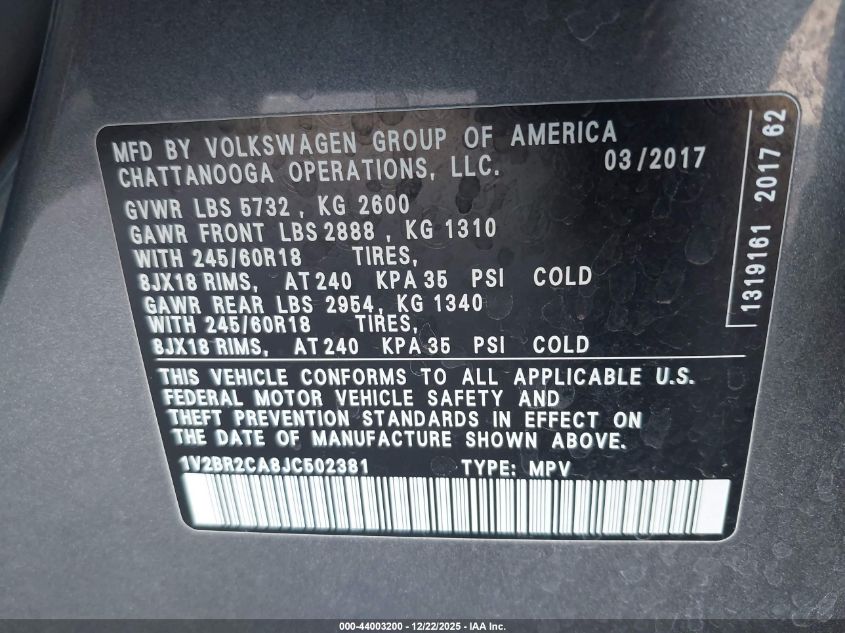 MFD BY VOLKSWAGEN GROUP OF AMERICA
CHATTANOOGA OPERATIONS, LLC. 03/2017
GVWR LBS 5732 , KG 2600
GAWR FRONT LBS 2888 , KG 1310
WITH 245/60R18 TIRES,
8JX18 RIMS, AT 240 KPA 35 PSI COLD
GAWR REAR LBS 2954, KG 1340
WITH 245/60R18 TIRES,
8JX18 RIMS, AT 240 KPA 35 PSI COLD
THIS VEHICLE CONFORMS TO ALL APPLICABLE U.S.
FEDERAL MOTOR VEHICLE SAFETY AND
THEFT PREVENTION STANDARDS IN EFFECT ON
THE DATE OF MANUFACTURE SHOWN ABOVE.
1V2BR2CA8JC502381 TYPE: MPV
1319161 2017 62
000-44003200 - 12/22/2025 - IAA Inc.